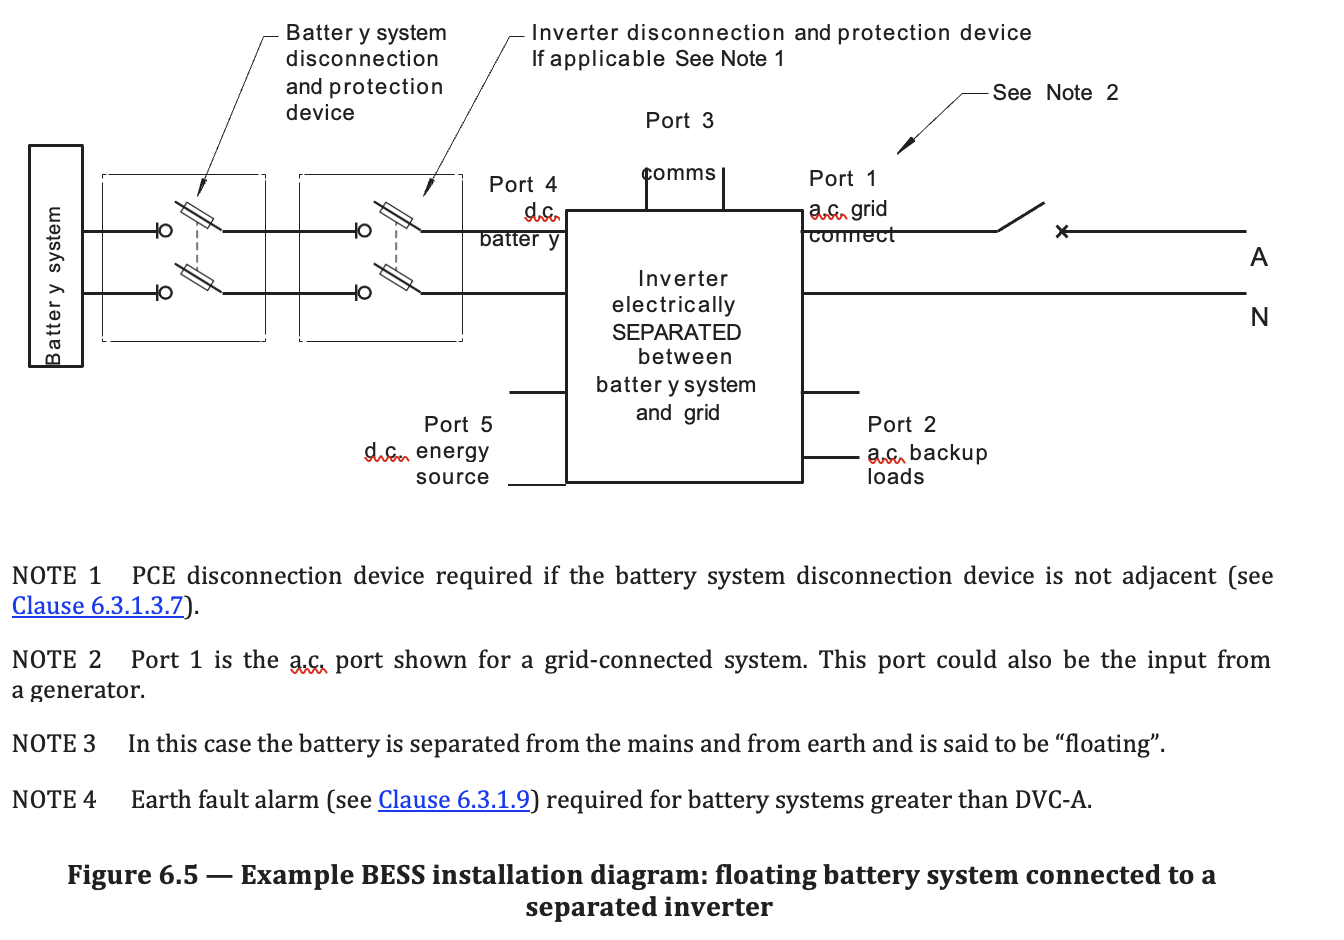 Batter y system
disconnection
and protection
device
Inverter disconnection and protection device
If applicable See Note 1
See Note 2
Port 3
comms
Port 4
d.c.
batter y
Port 1
a.c. grid
connect
Batter y system
A
N
Inverter
electrically
SEPARATED
between
batter y system
and grid
Port 5
d.c. energy
source
Port 2
a.c. backup
loads
NOTE 1 PCE disconnection device required if the battery system disconnection device is not adjacent (see
Clause 6.3.1.3.7).
NOTE 2 Port 1 is the a.c. port shown for a grid-connected system. This port could also be the input from
a generator.
NOTE 3 In this case the battery is separated from the mains and from earth and is said to be “floating”.
NOTE 4 Earth fault alarm (see Clause 6.3.1.9) required for battery systems greater than DVC-A.
Figure 6.5 — Example BESS installation diagram: floating battery system connected to a
separated inverter